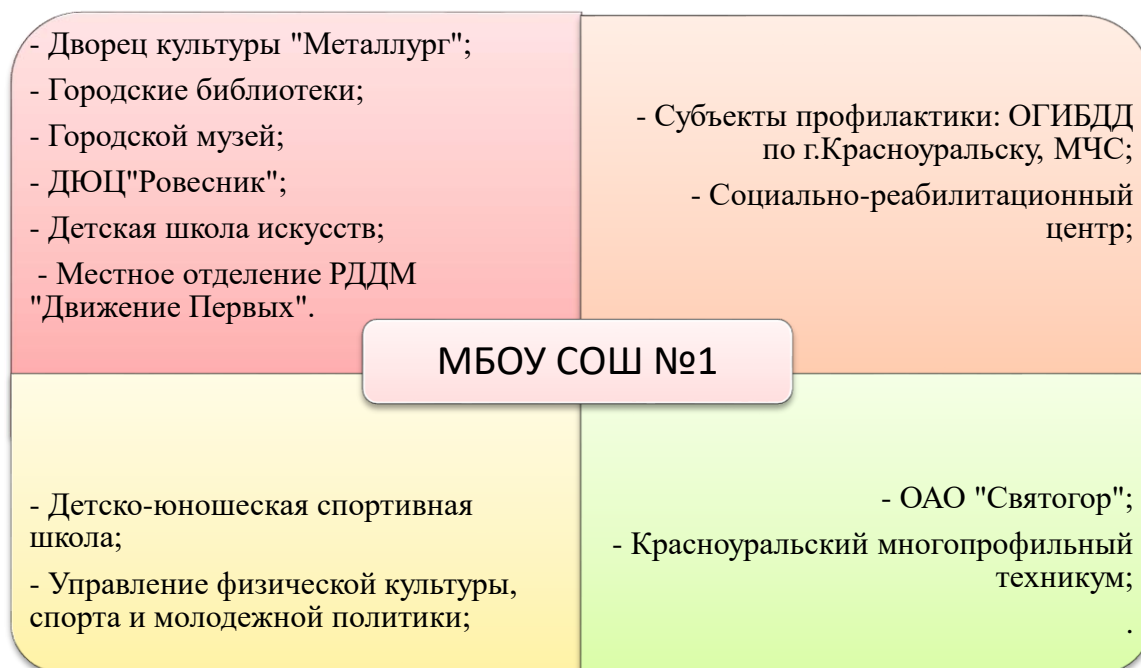 - Дворец культуры "Металлург";
- Городские библиотеки;
- Городской музей;
- ДЮЦ"Ровесник";
- Детская школа искусств;
- Местное отделение РДДМ
"Движение Первых".
- Субъекты профилактики: ОГИБДД
по г.Красноуральску, МЧС;
- Социально-реабилитационный
центр;
МБОУ СОШ №1
- Детско-юношеская спортивная
школа;
- Управление физической культуры,
спорта и молодежной политики;
- ОАО "Святогор";
- Красноуральский многопрофильный
техникум;
.